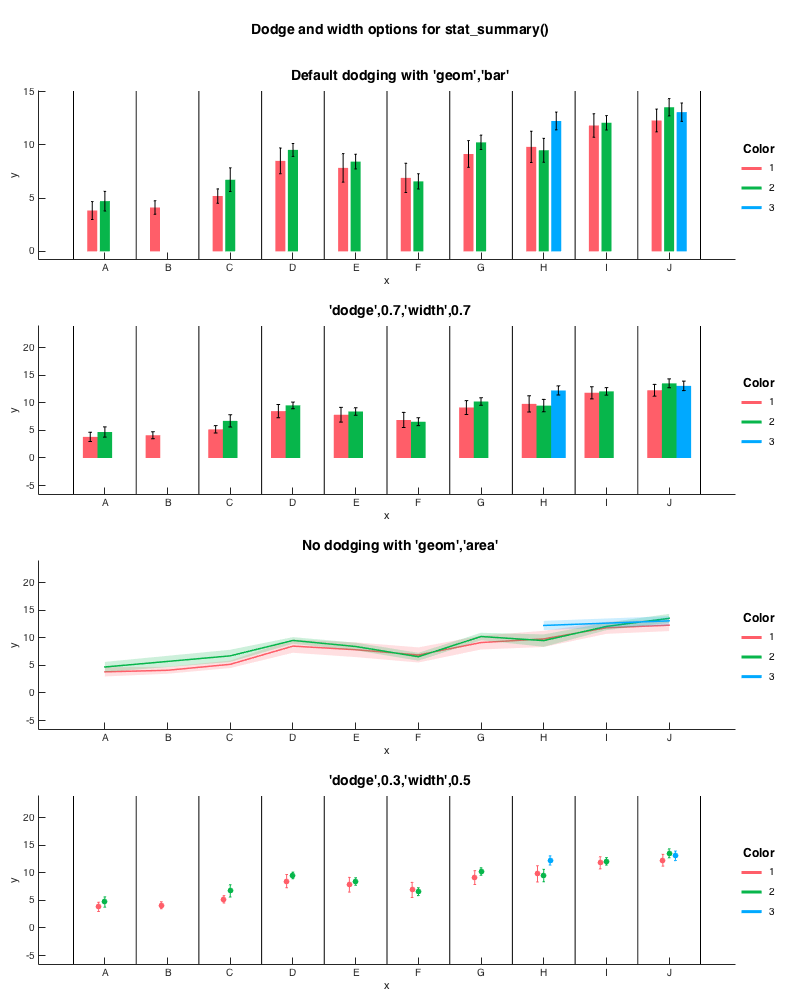 Dodge and width options for stat_summary()
Default dodging with 'geom','bar'
15
10
5
0
y
A B C D E F G H I J
x
Color
1
2
3
'dodge',0.7,'width',0.7
20
15
10
5
0
-5
y
A B C D E F G H I J
x
Color
1
2
3
No dodging with 'geom','area'
20
15
10
5
0
-5
y
A B C D E F G H I J
x
Color
1
2
3
'dodge',0.3,'width',0.5
20
15
10
5
0
-5
y
A B C D E F G H I J
x
Color
1
2
3